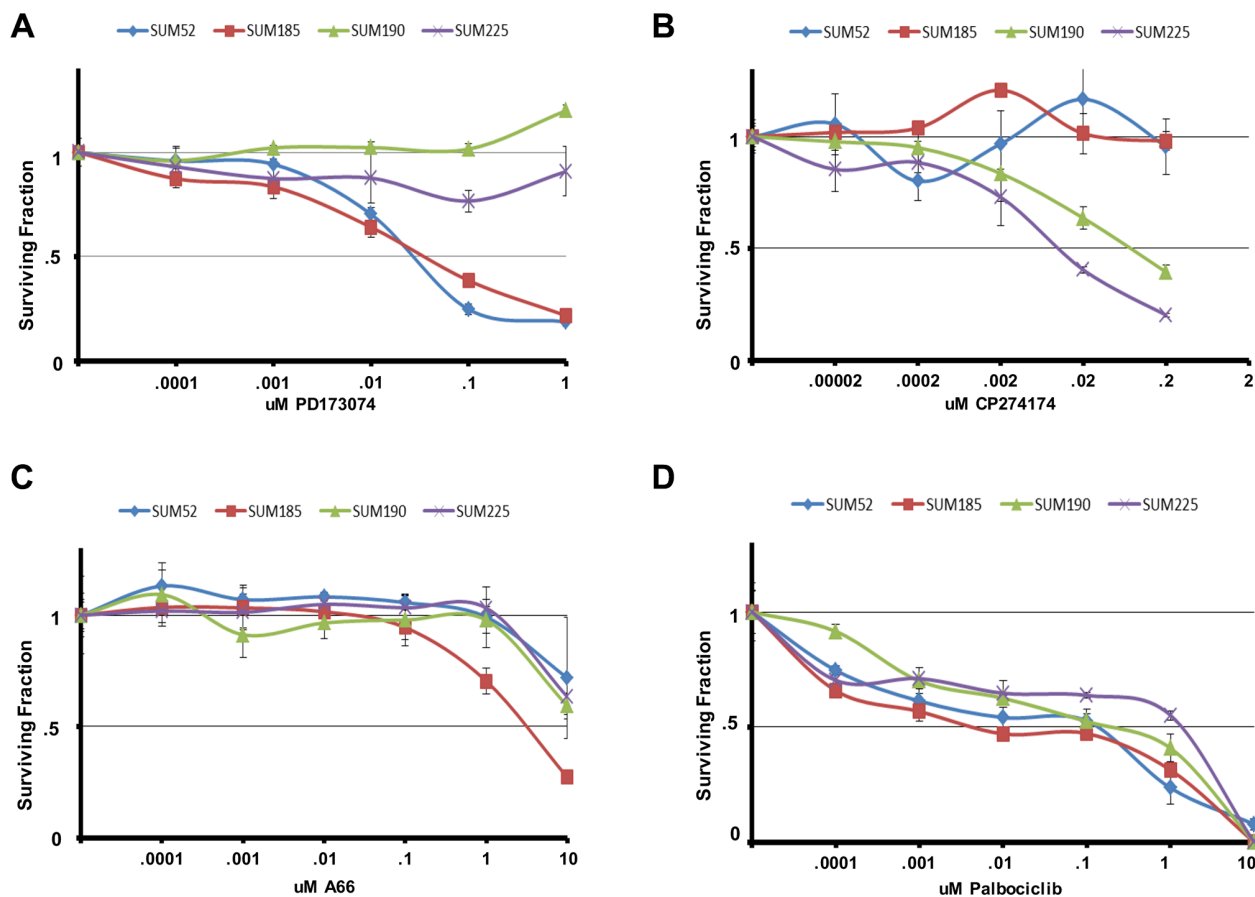 A
SUM52 SUM185 SUM190 SUM225
Surviving Fraction
1
.5
0
.0001 .001 .01 .1 1
uM PD173074
B
SUM52 SUM185 SUM190 SUM225
Surviving Fraction
1
.5
0
.00002 .0002 .002 .02 .2 2
uM CP274174
C
SUM52 SUM185 SUM190 SUM225
Surviving Fraction
1
.5
0
.0001 .001 .01 .1 1 10
uM A66
D
SUM52 SUM185 SUM190 SUM225
Surviving Fraction
1
.5
0
.0001 .001 .01 .1 1 10
uM Palbociclib